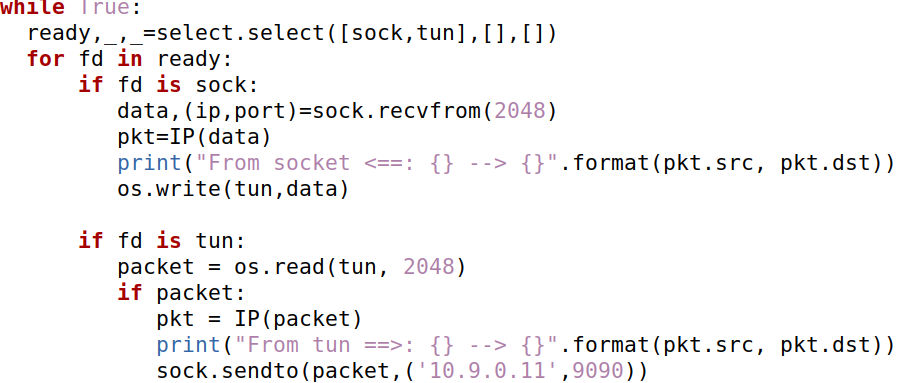 while True:
  ready,_,_=select.select([sock,tun],[],[])
  for fd in ready:
      if fd is sock:
         data,(ip,port)=sock.recvfrom(2048)
         pkt=IP(data)
         print("From socket <==: {} --> {}".format(pkt.src, pkt.dst))
         os.write(tun,data)

      if fd is tun:
         packet = os.read(tun, 2048)
         if packet:
            pkt = IP(packet)
            print("From tun ==>: {} --> {}".format(pkt.src, pkt.dst))
            sock.sendto(packet,('10.9.0.11',9090))